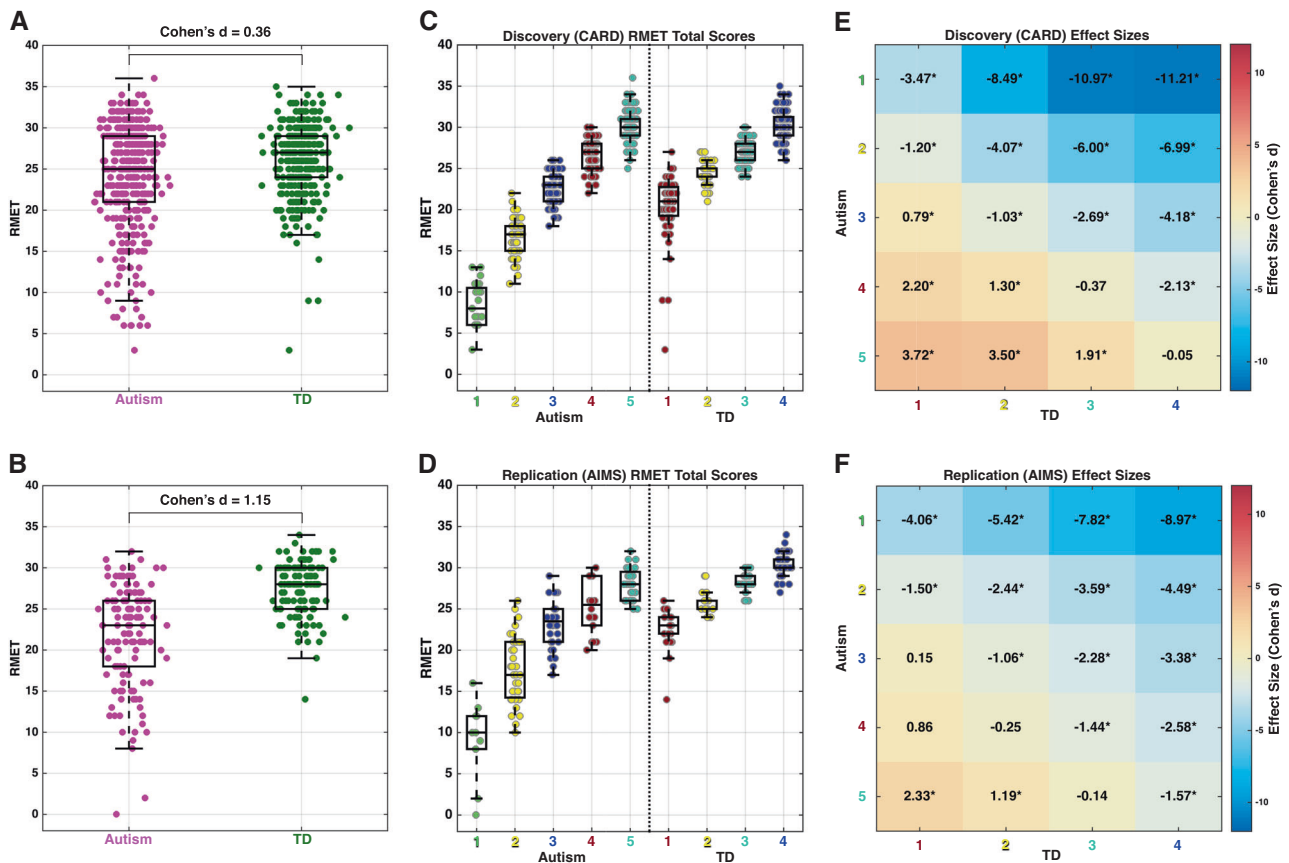 A
Cohen's d = 0.36
RMET
40
35
30
25
20
15
10
5
0
Autism TD
C
Discovery (CARD) RMET Total Scores
RMET
40
35
30
25
20
15
10
5
0
1 2 3 4 5 1 2 3 4
Autism TD
E
Discovery (CARD) Effect Sizes
Autism
1 -3.47* -8.49* -10.97* -11.21*
2 -1.20* -4.07* -6.00* -6.99*
3 0.79* -1.03* -2.69* -4.18*
4 2.20* 1.30* -0.37 -2.13*
5 3.72* 3.50* 1.91* -0.05
1 2 3 4
TD
10
5
0
-5
-10
Effect Size (Cohen's d)
B
Cohen's d = 1.15
RMET
40
35
30
25
20
15
10
5
0
Autism TD
D
Replication (AIMS) RMET Total Scores
RMET
40
35
30
25
20
15
10
5
0
1 2 3 4 5 1 2 3 4
Autism TD
F
Replication (AIMS) Effect Sizes
Autism
1 -4.06* -5.42* -7.82* -8.97*
2 -1.50* -2.44* -3.59* -4.49*
3 0.15 -1.06* -2.28* -3.38*
4 0.86 -0.25 -1.44* -2.58*
5 2.33* 1.19* -0.14 -1.57*
1 2 3 4
TD
10
5
0
-5
-10
Effect Size (Cohen's d)